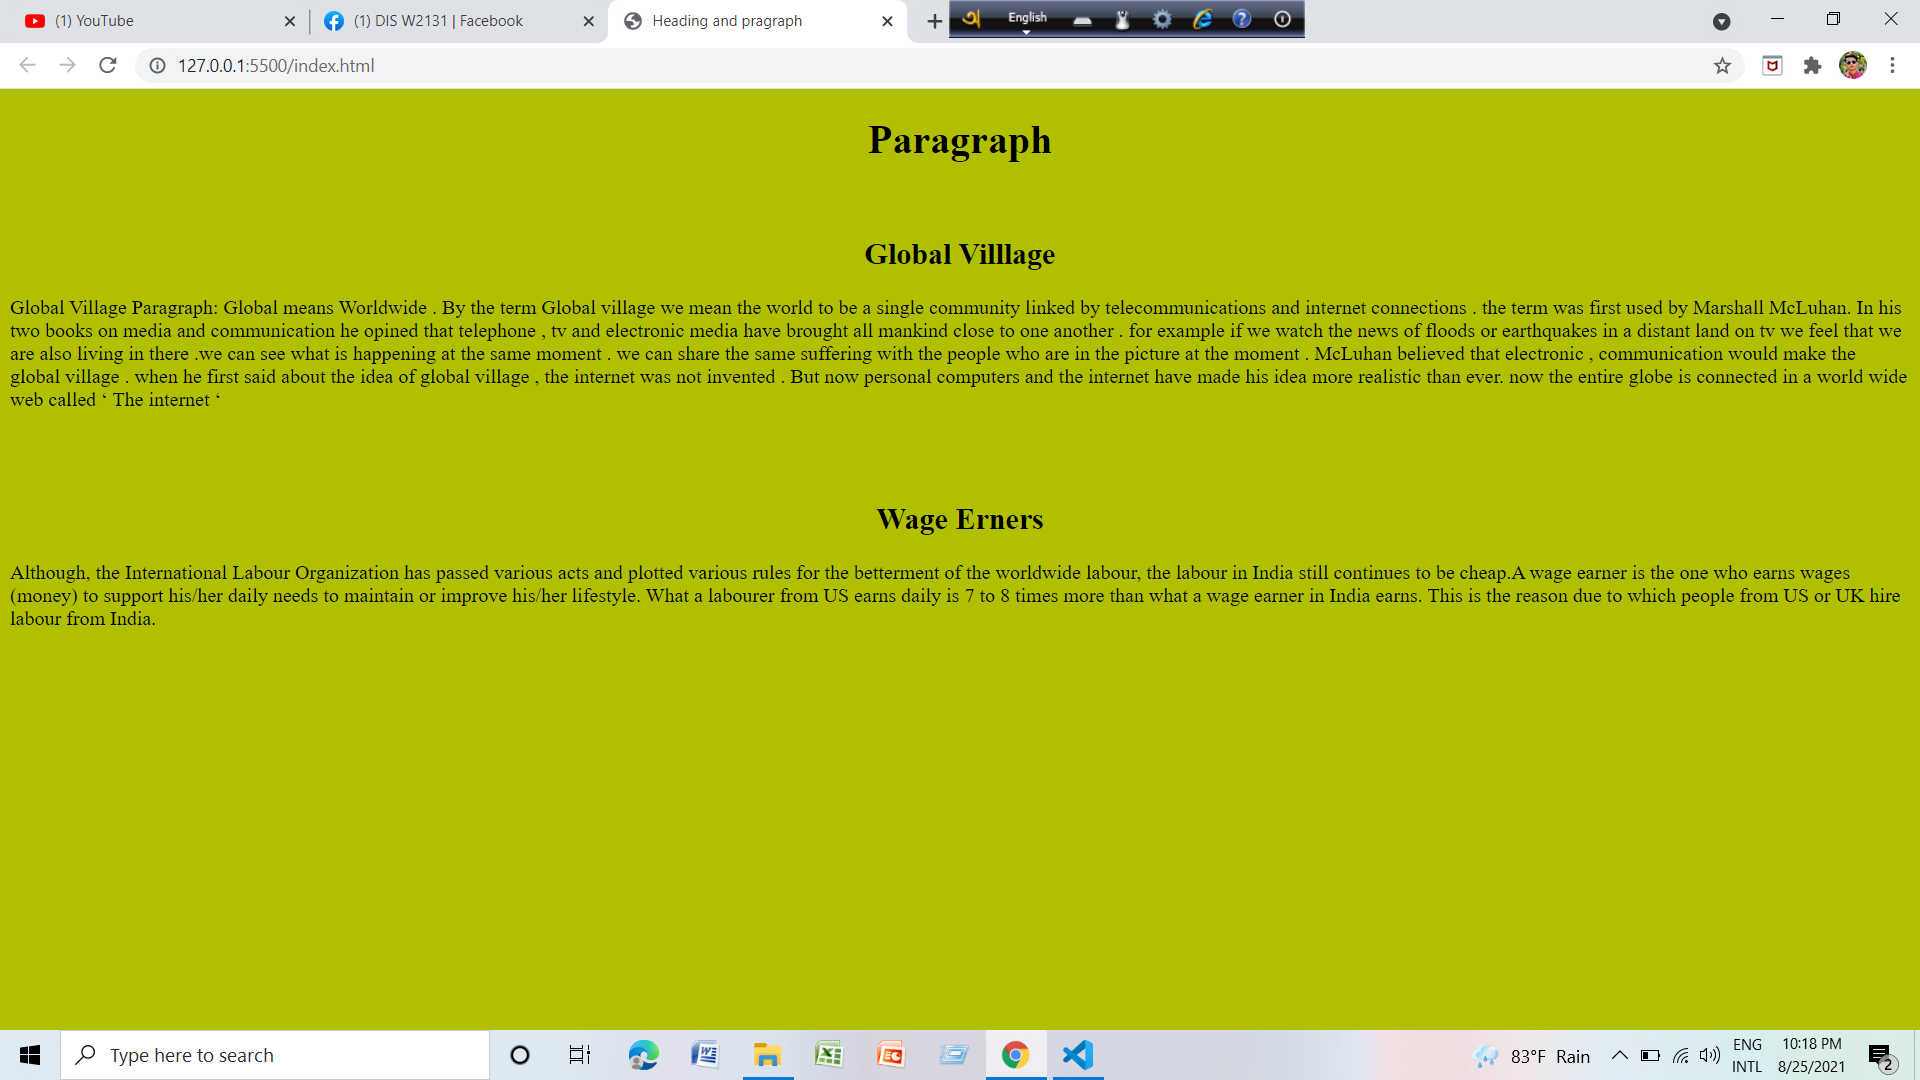 (1) YouTube
(1) DIS W2131 | Facebook
Heading and pragraph
English
127.0.0.1:5500/index.html
Paragraph
Global Villlage
Global Village Paragraph: Global means Worldwide . By the term Global village we mean the world to be a single community linked by telecommunications and internet connections . the term was first used by Marshall McLuhan. In his
two books on media and communication he opined that telephone , tv and electronic media have brought all mankind close to one another . for example if we watch the news of floods or earthquakes in a distant land on tv we feel that we
are also living in there .we can see what is happening at the same moment . we can share the same suffering with the people who are in the picture at the moment . McLuhan believed that electronic , communication would make the
global village . when he first said about the idea of global village , the internet was not invented . But now personal computers and the internet have made his idea more realistic than ever. now the entire globe is connected in a world wide
web called ‘ The internet ‘
Wage Erners
Although, the International Labour Organization has passed various acts and plotted various rules for the betterment of the worldwide labour, the labour in India still continues to be cheap.A wage earner is the one who earns wages
(money) to support his/her daily needs to maintain or improve his/her lifestyle. What a labourer from US earns daily is 7 to 8 times more than what a wage earner in India earns. This is the reason due to which people from US or UK hire
labour from India.
Type here to search
83°F Rain
ENG
INTL
10:18 PM
8/25/2021
2